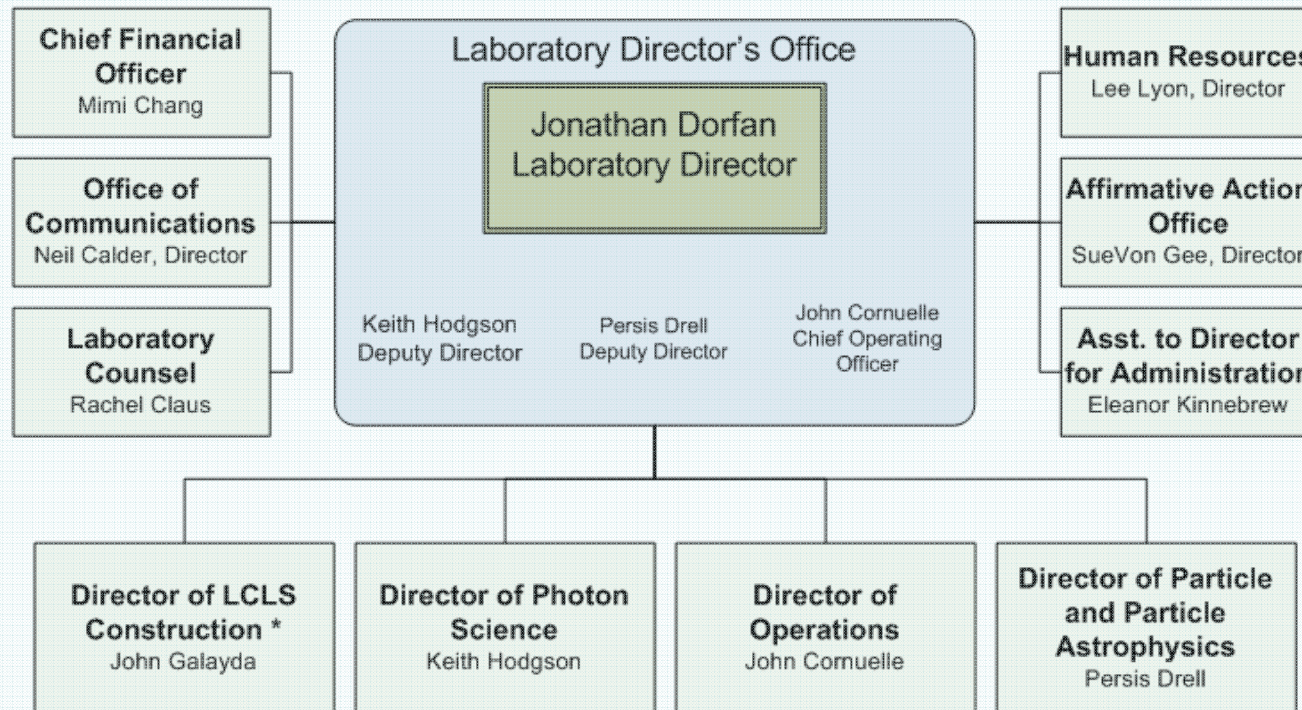 Chief Financial
Officer
Mimi Chang
Office of
Communications
Neil Calder, Director
Laboratory
Counsel
Rachel Claus
Laboratory Director's Office
Jonathan Dorfan
Laboratory Director
Keith Hodgson
Deputy Director
Persis Drell
Deputy Director
John Cornuelle
Chief Operating
Officer
Human Resources
Lee Lyon, Director
Affirmative Action
Office
SueVon Gee, Director
Asst. to Director
for Administration
Eleanor Kinnebrew
Director of LCLS
Construction *
John Galayda
Director of Photon
Science
Keith Hodgson
Director of
Operations
John Cornuelle
Director of Particle
and Particle
Astrophysics
Persis Drell